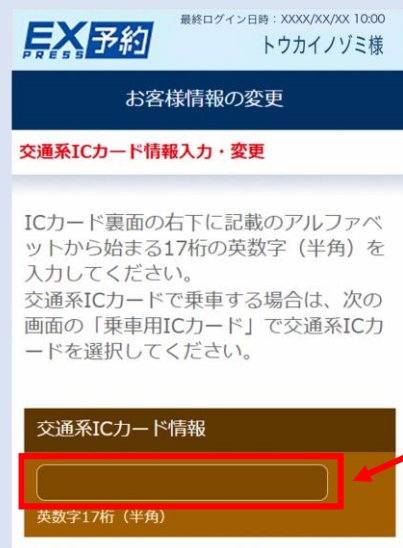 最終ログイン日時：XXXX/XX/XX 10:00
EX予約
PRESS
トウカイノゾミ様
お客様情報の変更
交通系ICカード情報入力・変更
ICカード裏面の右下に記載のアルファベ
ットから始まる17桁の英数字（半角）を
入力してください。
交通系ICカードで乗車する場合は、次の
画面の「乗車用ICカード」で交通系ICカ
ードを選択してください。
交通系ICカード情報
英数字17桁（半角）